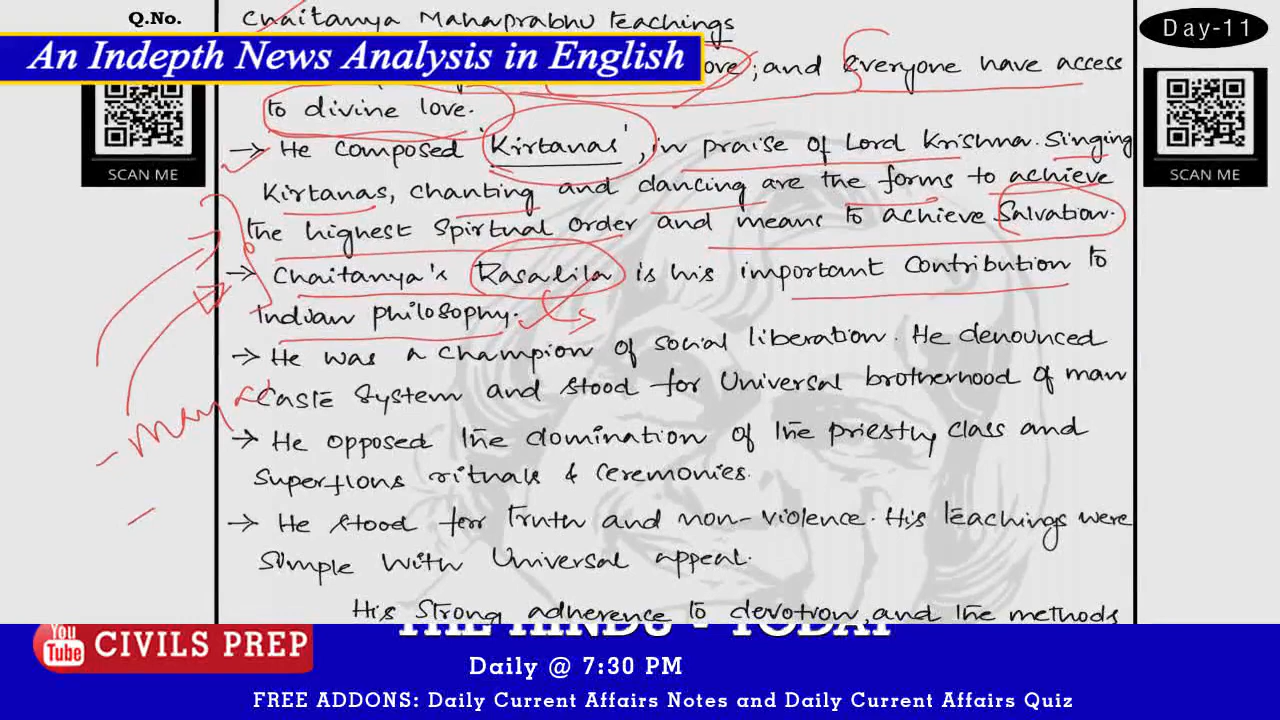 Q.No.
Chaitanya Mahaprabhu teachings
Day-11
An Indepth News Analysis in English
love, and everyone have access
to divine love.
→ He composed 'Kirtanas', in praise of Lord Krishna. Singing
SCAN ME
SCAN ME
Kirtanas, chanting and dancing are the forms to achieve
the highest Spirtual order and means to achieve Salvation.
→ Chaitanya's Rasalila is his important Contribution to
Indian Philosophy.
→ He was a champion of social liberation. He denounced
Caste System and stood for Universal brotherhood of man
→ He opposed the domination of the priestly class and
Superflous rituals & ceremonies.
→ He stood for Truth and non-violence. His teachings were
Simple with Universal appeal.
His Strong adherence to devotion, and the methods
THE HINDU - TODAY
You Tube CIVILS PREP
Daily @ 7:30 PM
FREE ADDONS: Daily Current Affairs Notes and Daily Current Affairs Quiz